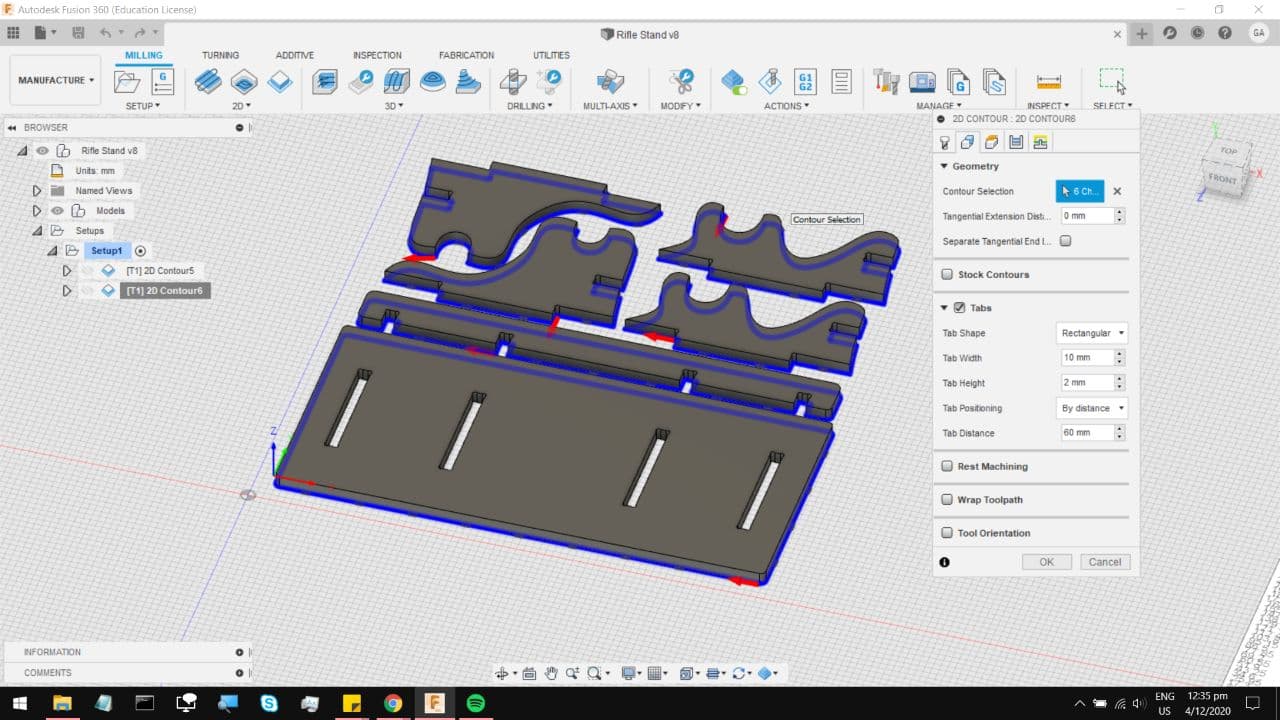 Autodesk Fusion 360 (Education License)
Rifle Stand v8
GA
MANUFACTURE
MILLING TURNING ADDITIVE INSPECTION FABRICATION UTILITIES
G G1 G2 G S
SETUP 2D 3D DRILLING MULTI-AXIS MODIFY ACTIONS MANAGE INSPECT SELECT
BROWSER
Rifle Stand v8
Units: mm
Named Views
Models
Setups
Setup1
[T1] 2D Contour5
[T1] 2D Contour6
Contour Selection
Z
TOP
FRONT
X
Y
Z
2D CONTOUR : 2D CONTOUR6
Geometry
Contour Selection 6 Ch...
Tangential Extension Dist... 0 mm
Separate Tangential End I...
Stock Contours
Tabs
Tab Shape Rectangular
Tab Width 10 mm
Tab Height 2 mm
Tab Positioning By distance
Tab Distance 60 mm
Rest Machining
Wrap Toolpath
Tool Orientation
OK Cancel
INFORMATION
COMMENTS
ENG 12:35 pm
US 4/12/2020